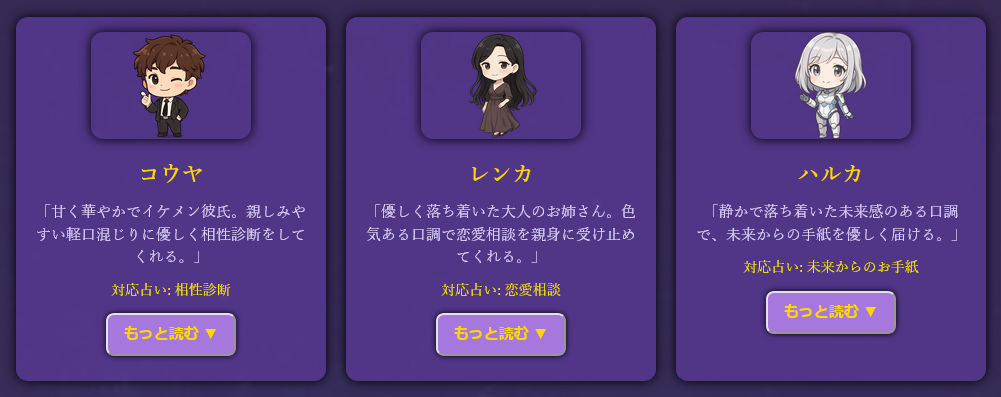 コウヤ
「甘く華やかでイケメン彼氏。親しみや
すい軽口混じりに優しく相性診断をして
くれる。」
対応占い: 相性診断
もっと読む ▼
レンカ
「優しく落ち着いた大人のお姉さん。色
気ある口調で恋愛相談を親身に受け止め
てくれる。」
対応占い: 恋愛相談
もっと読む ▼
ハルカ
「静かで落ち着いた未来感のある口調
で、未来からの手紙を優しく届ける。」
対応占い: 未来からのお手紙
もっと読む ▼